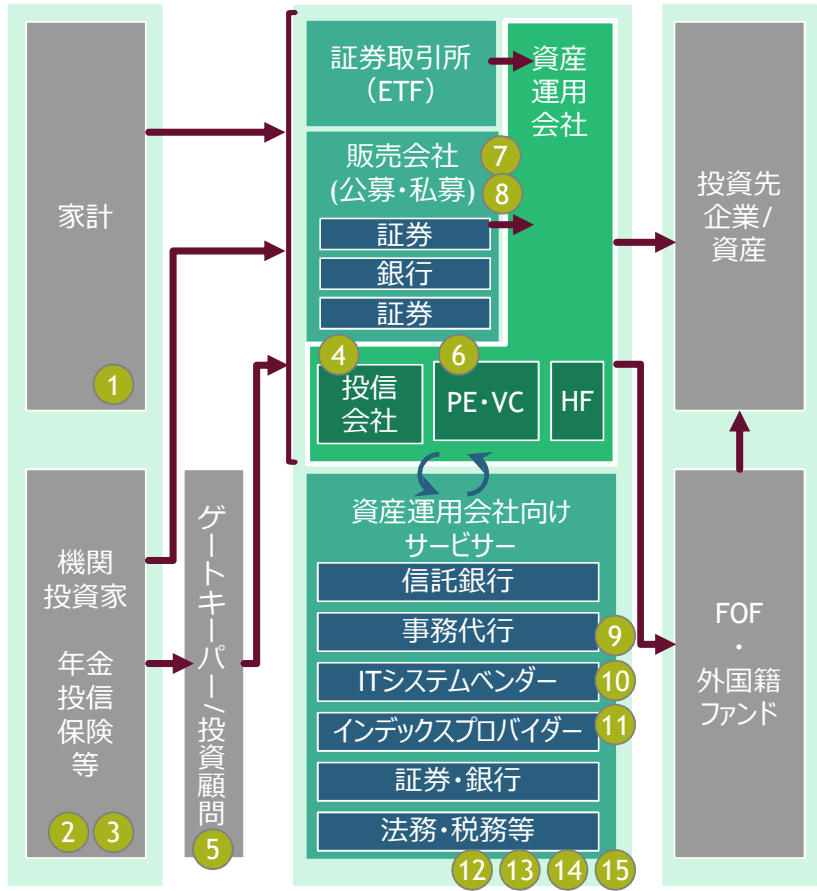 家計
1
機関
投資家
年金
投信
保険
等
2
3
ゲートキーパー/投資顧問
5
証券取引所
（ETF）
販売会社
(公募・私募)
7
8
証券
銀行
証券
資産
運用
会社
4
投信
会社
6
PE・VC
HF
資産運用会社向け
サービサー
信託銀行
事務代行
9
ITシステムベンダー
10
インデックスプロバイダー
11
証券・銀行
法務・税務等
12
13
14
15
投資先
企業/
資産
FOF
・
外国籍
ファンド